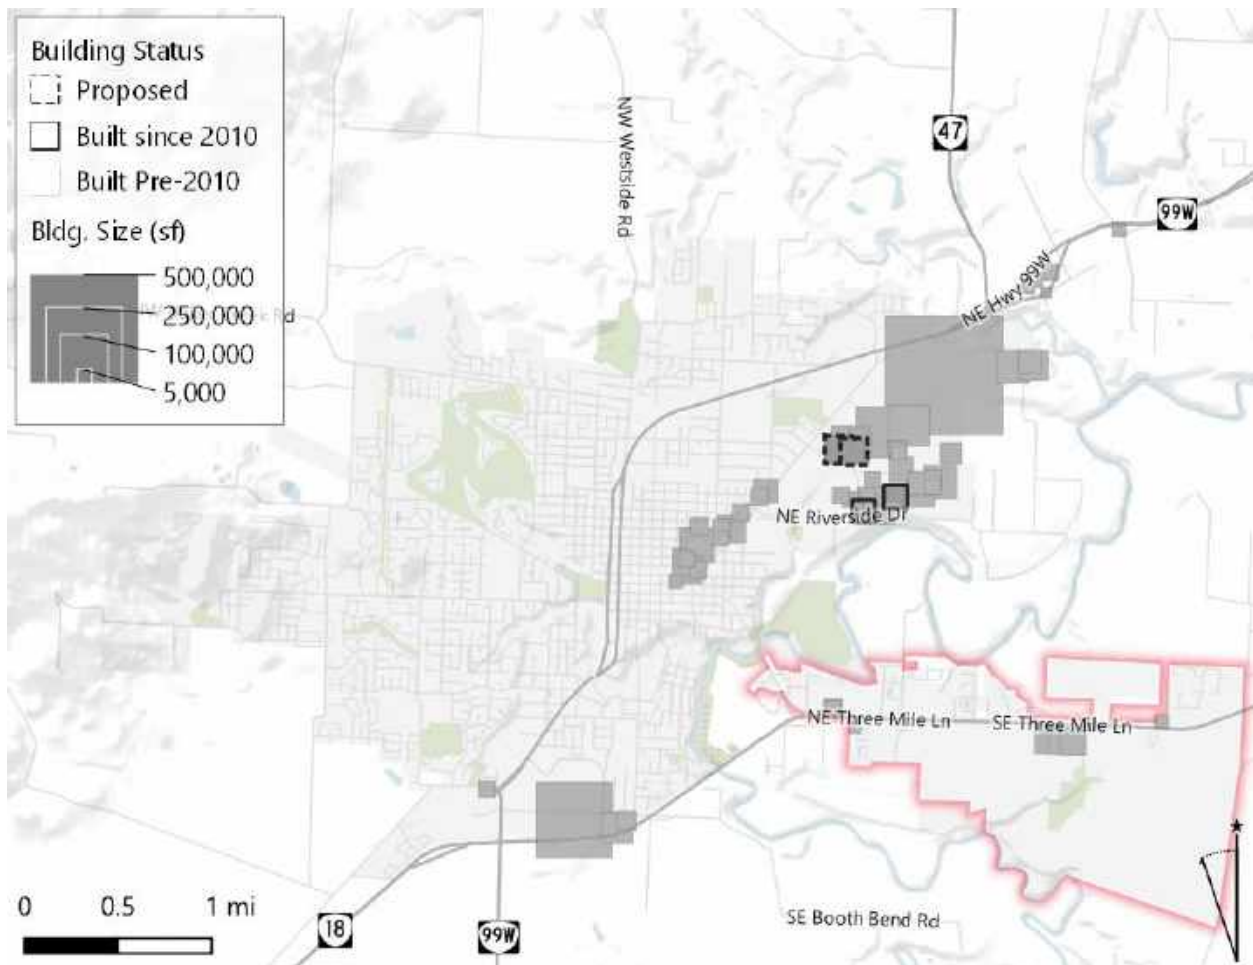 Building Status
Proposed
Built since 2010
Built Pre-2010
Bldg. Size (sf)
500,000
250,000
100,000
5,000
Rd
NW Westside Rd
47
99W
NE Hwy 99W
NE Riverside Dr
NE Three Mile Ln
SE Three Mile Ln
SE Booth Bend Rd
18
99W
0 0.5 1 mi